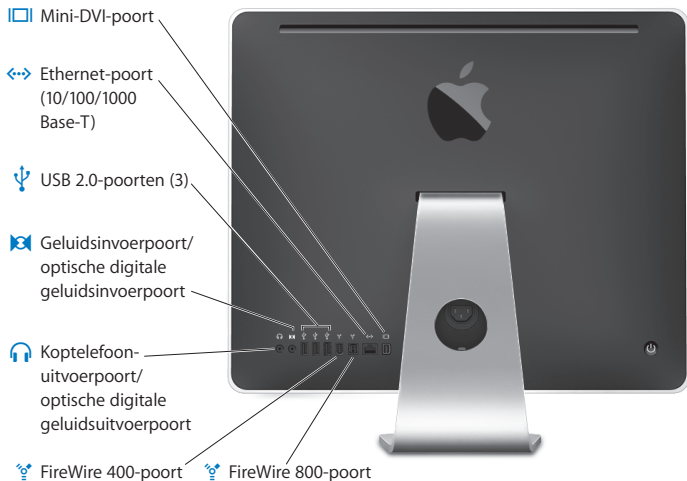 Mini-DVI-poort
Ethernet-poort
(10/100/1000
Base-T)
USB 2.0-poorten (3)
Geluidsinvoerpoort/
optische digitale
geluidsinvoerpoort
Koptelefoon-
uitvoerpoort/
optische digitale
geluidsuitvoerpoort
FireWire 400-poort
FireWire 800-poort